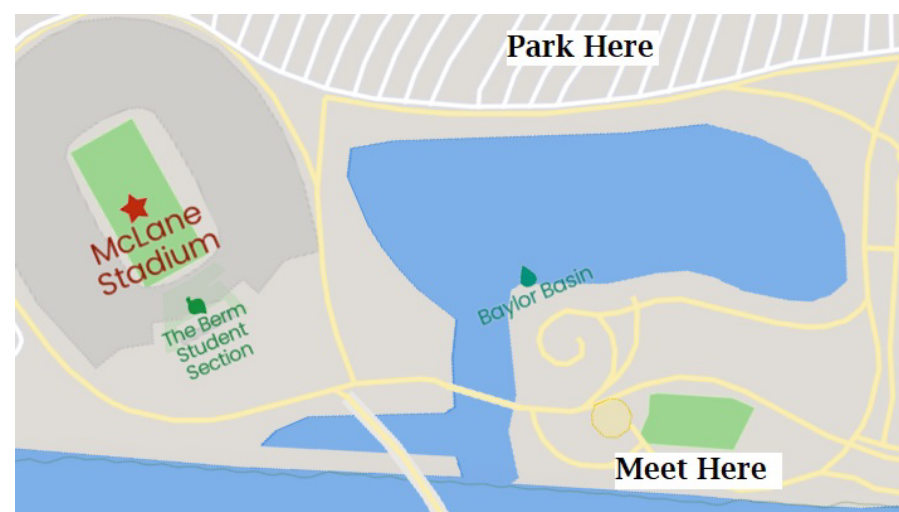 Park Here
McLane
Stadium
Baylor Basin
The Berm
Student
Section
Meet Here